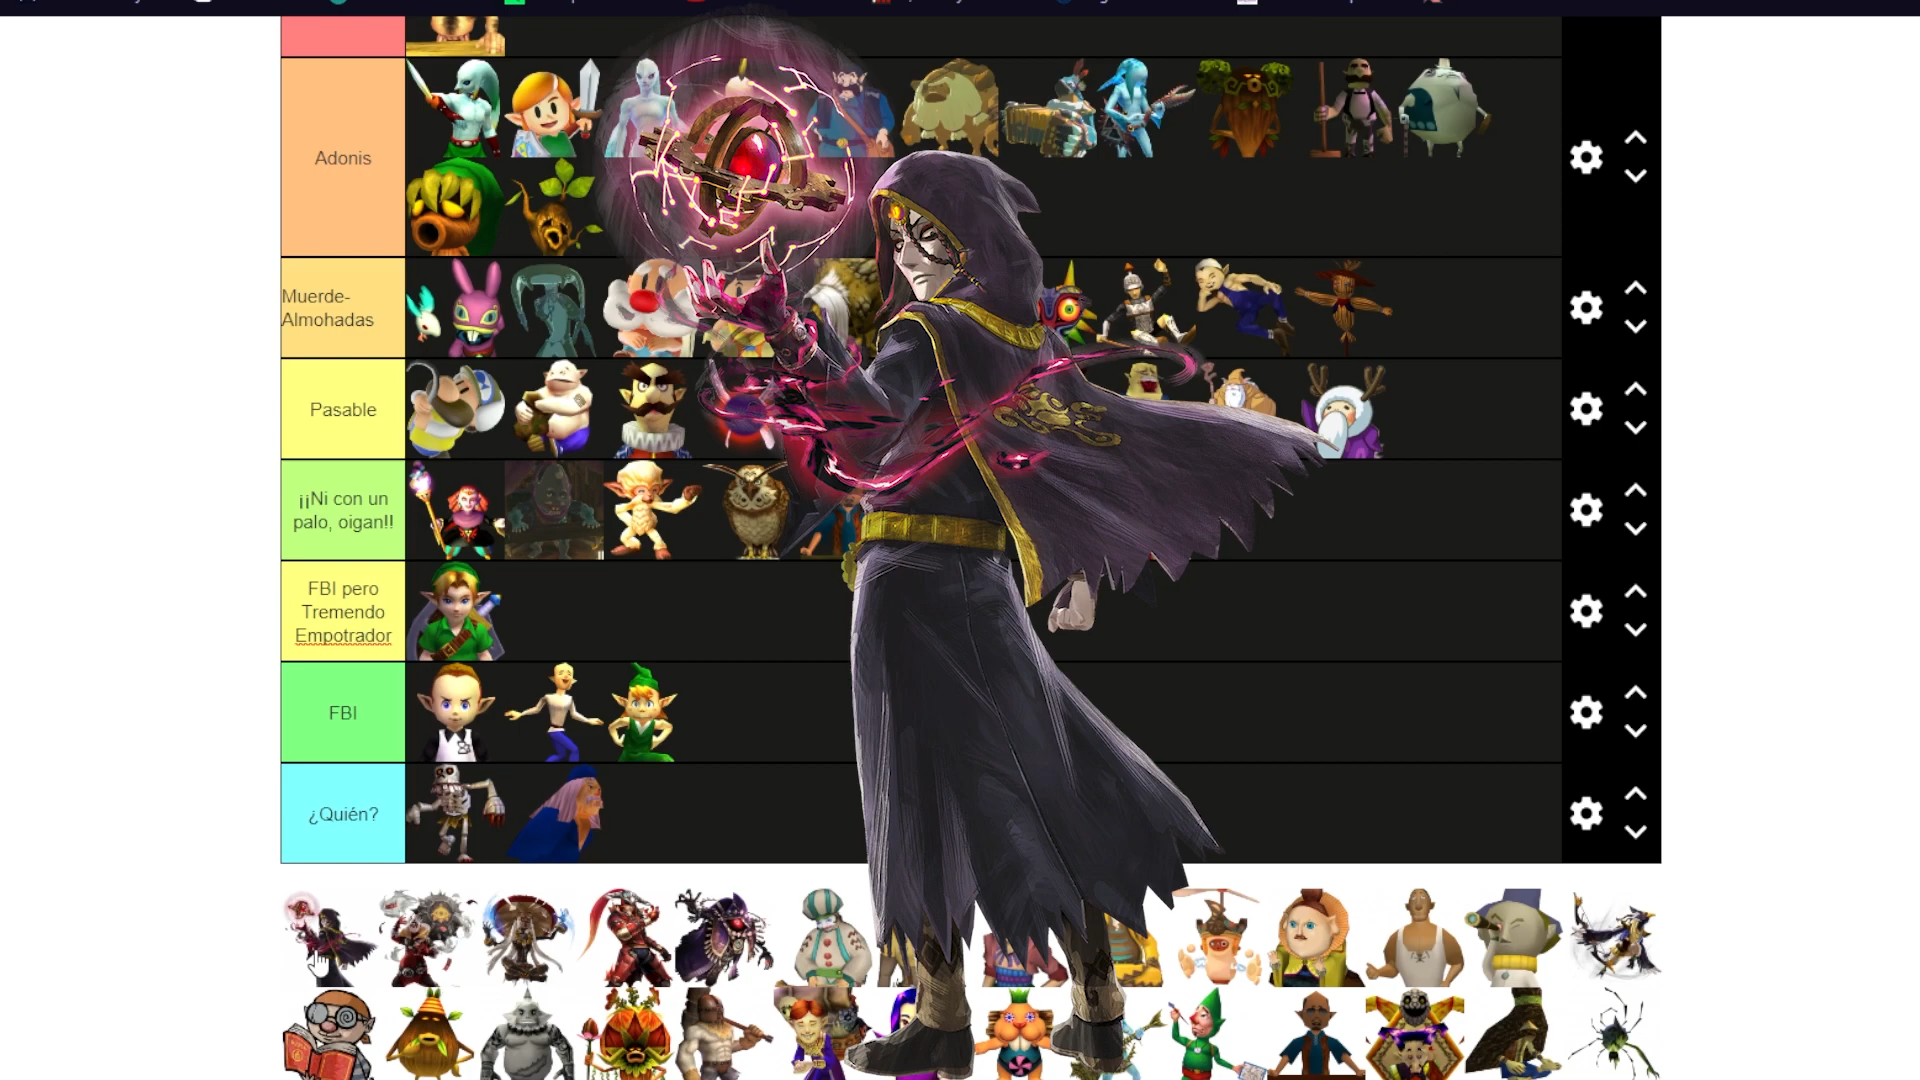 Adonis
Muerde-
Almohadas
Pasable
¡¡Ni con un
palo, oigan!!
FBI pero
Tremendo
Empotrador
FBI
¿Quién?